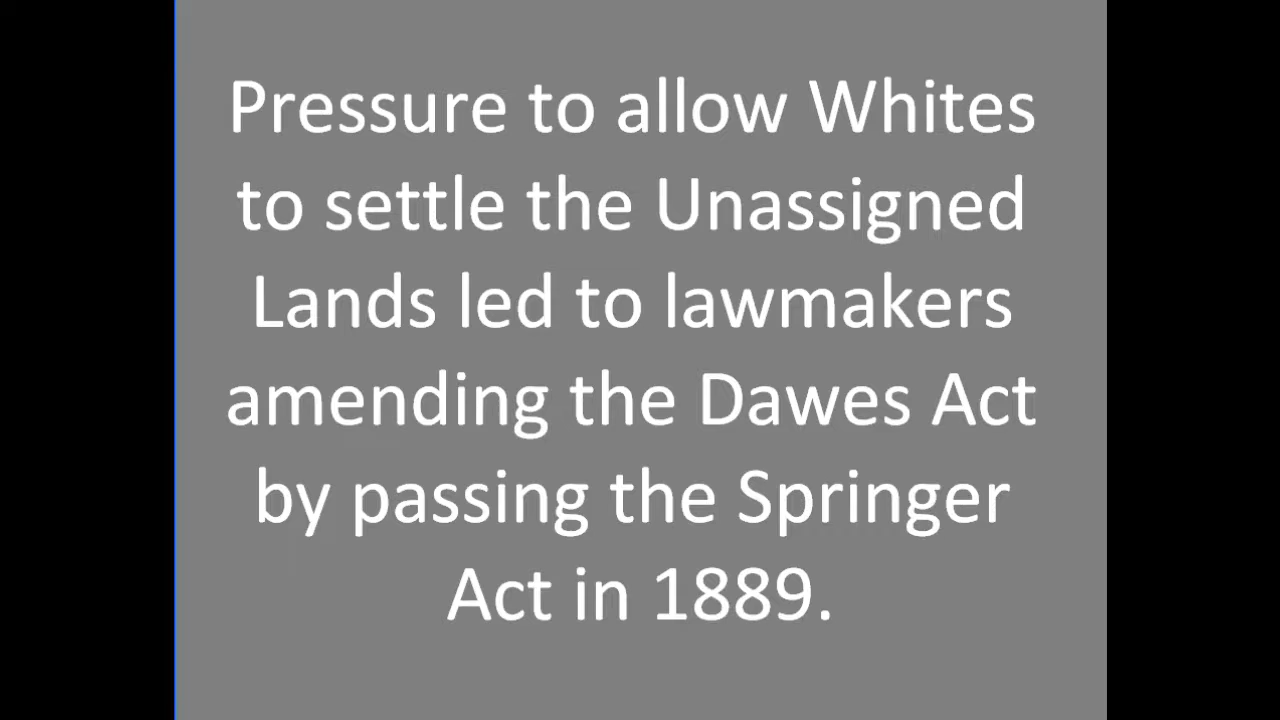 Pressure to allow Whites
to settle the Unassigned
Lands led to lawmakers
amending the Dawes Act
by passing the Springer
Act in 1889.